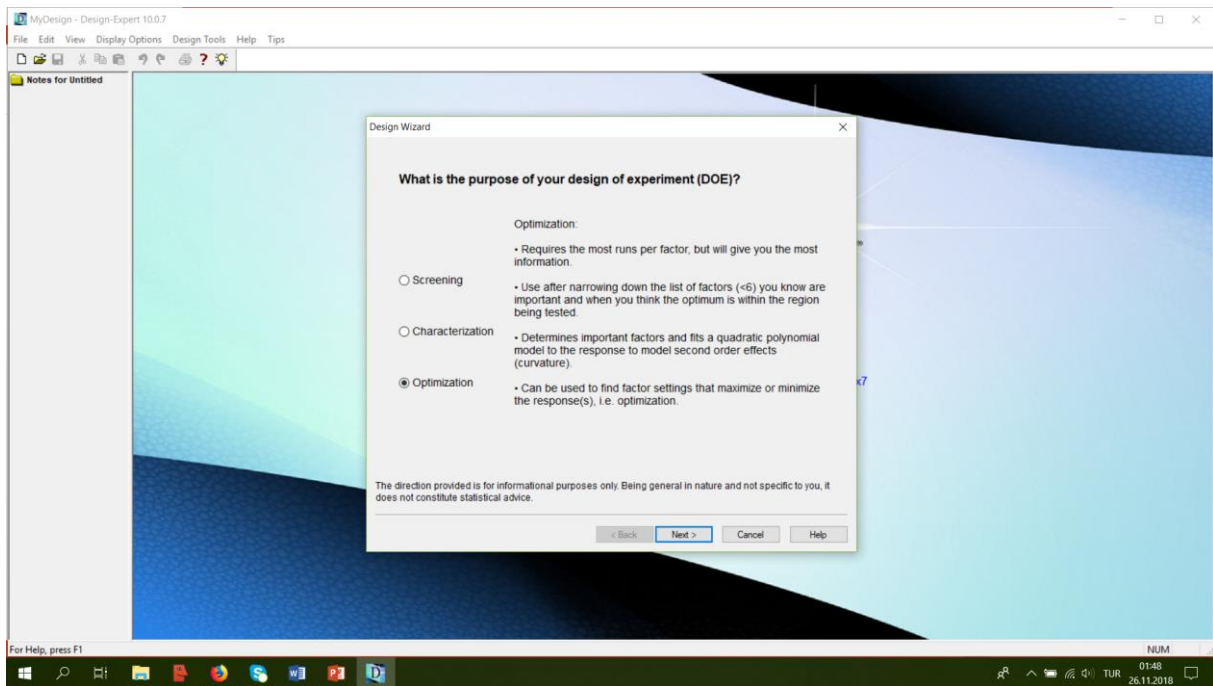 MyDesign - Design-Expert 10.0.7
File Edit View Display Options Design Tools Help Tips
Notes for Untitled
Design Wizard
What is the purpose of your design of experiment (DOE)?
Optimization:
• Requires the most runs per factor, but will give you the most
information.
Screening
• Use after narrowing down the list of factors (<6) you know are
important and when you think the optimum is within the region
being tested.
Characterization
• Determines important factors and fits a quadratic polynomial
model to the response to model second order effects
(curvature).
Optimization
• Can be used to find factor settings that maximize or minimize
the response(s), i.e. optimization.
x7
The direction provided is for informational purposes only. Being general in nature and not specific to you, it
does not constitute statistical advice.
< Back Next > Cancel Help
For Help, press F1
NUM
TUR
01:48
26.11.2018